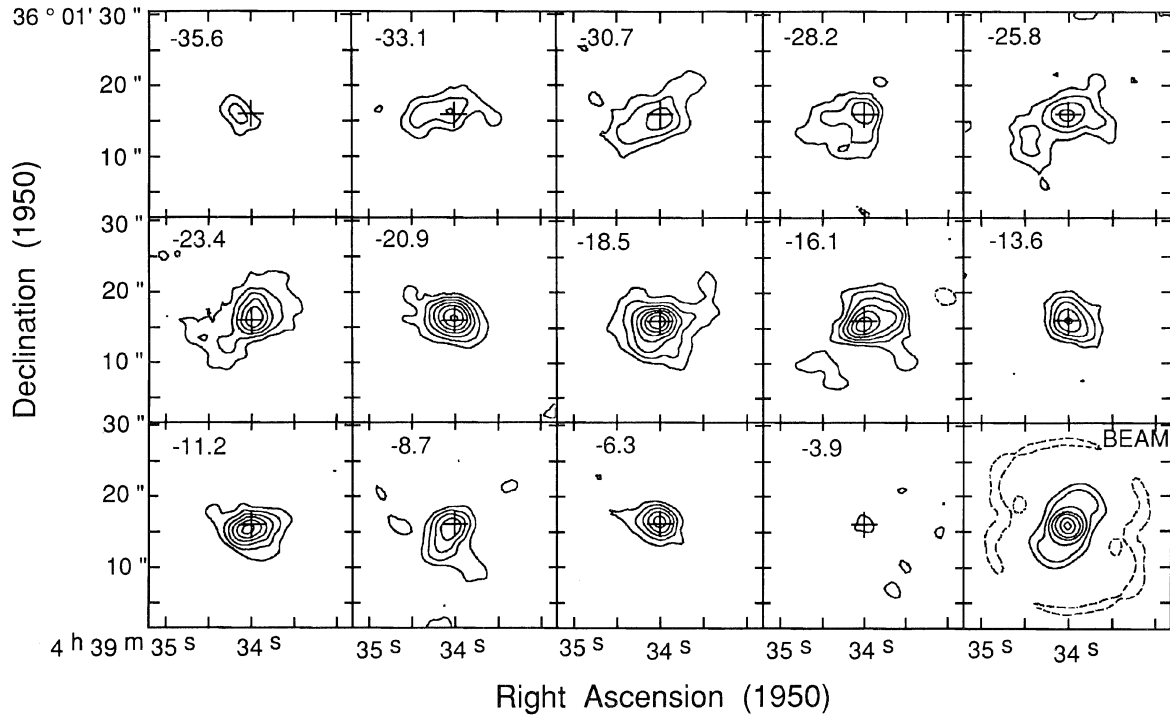 36 ° 01' 30 "
-35.6 -33.1 -30.7 -28.2 -25.8
20 "
10 "
30 "
-23.4 -20.9 -18.5 -16.1 -13.6
20 "
10 "
30 "
-11.2 -8.7 -6.3 -3.9 BEAM
20 "
10 "
Declination (1950)
4 h 39 m 35 s 34 s 35 s 34 s 35 s 34 s 35 s 34 s 35 s 34 s
Right Ascension (1950)